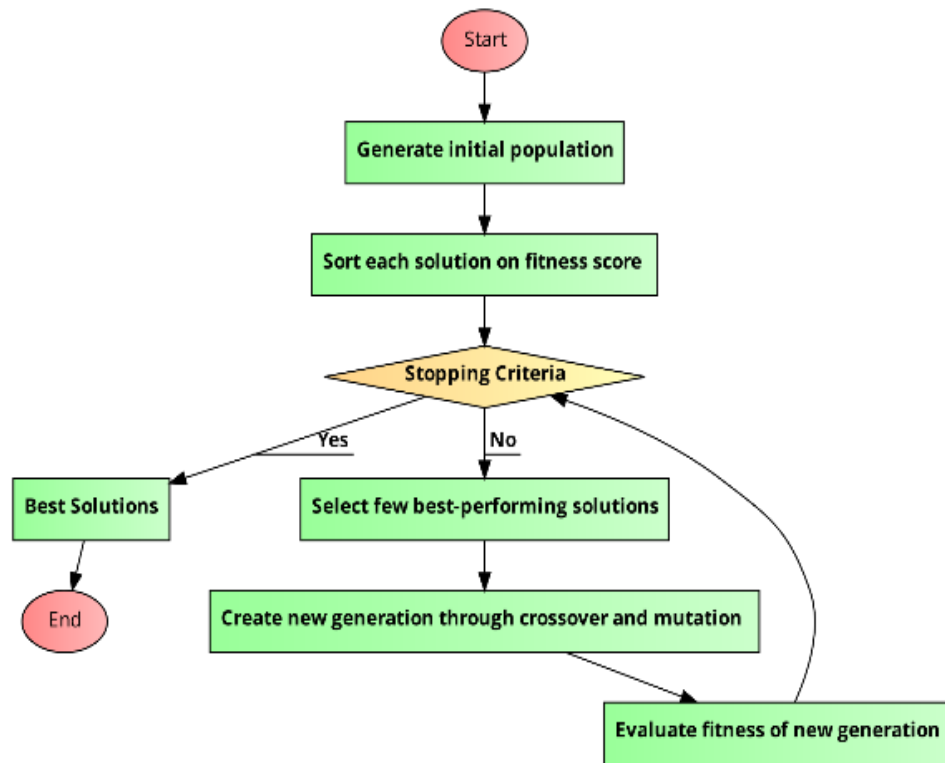 Start
Generate initial population
Sort each solution on fitness score
Stopping Criteria
Yes
No
Best Solutions
Select few best-performing solutions
End
Create new generation through crossover and mutation
Evaluate fitness of new generation